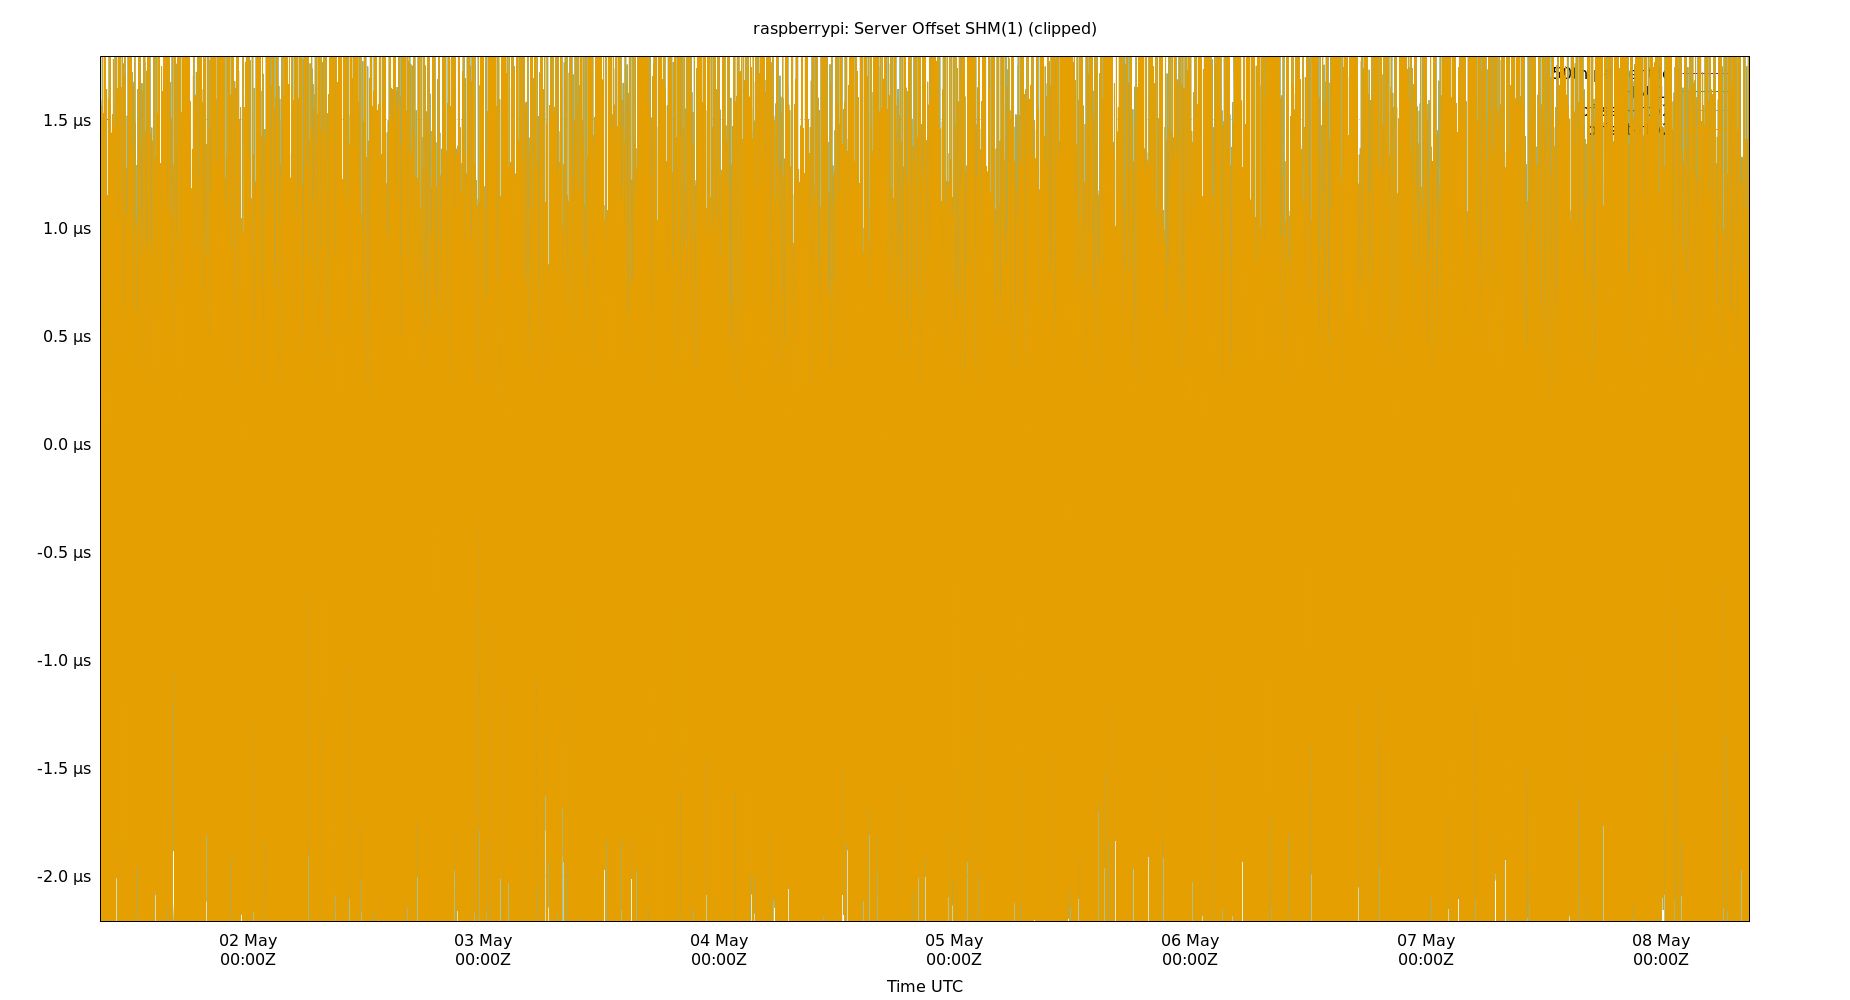 raspberrypi: Server Offset SHM(1) (clipped)
1.5 µs
1.0 µs
0.5 µs
0.0 µs
-0.5 µs
-1.0 µs
-1.5 µs
-2.0 µs
02 May 03 May 04 May 05 May 06 May 07 May 08 May
00:00Z 00:00Z 00:00Z 00:00Z 00:00Z 00:00Z 00:00Z
Time UTC